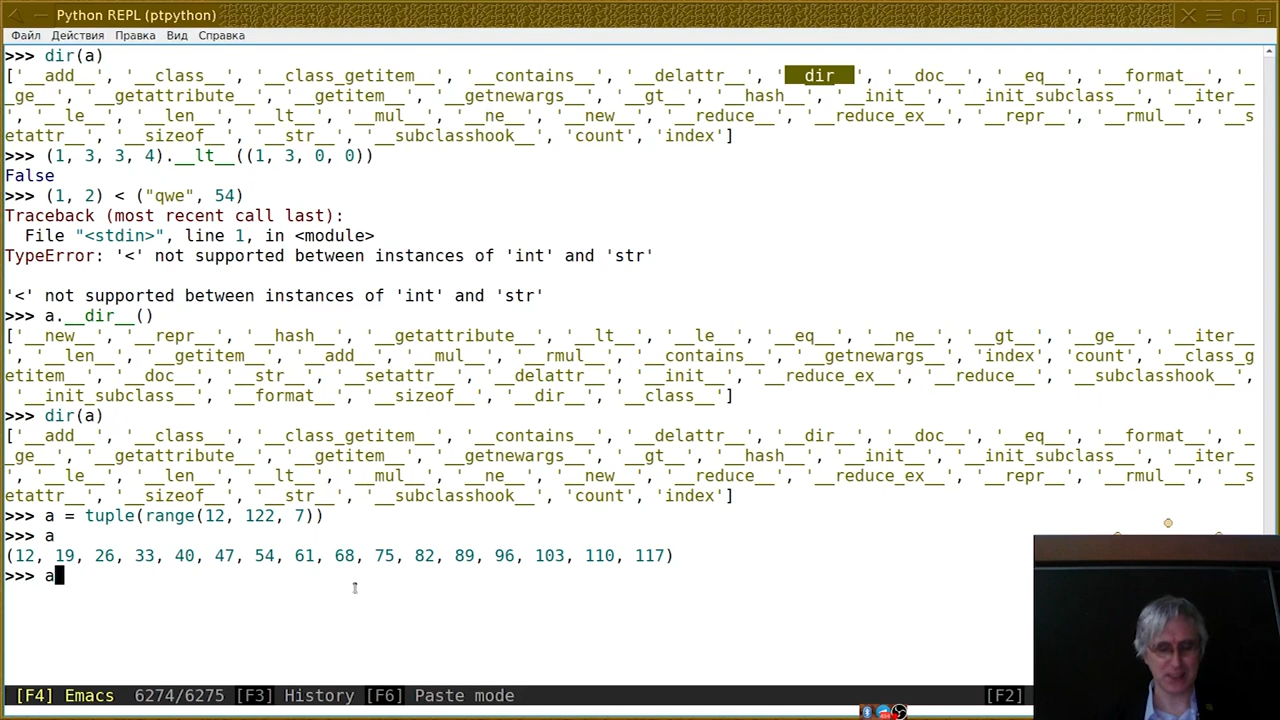 Python REPL (ptpython)
Файл Действия Правка Вид Справка
>>> dir(a)
['__add__', '__class__', '__class_getitem__', '__contains__', '__delattr__', '__dir__', '__doc__', '__eq__', '__format__', '_
_ge__', '__getattribute__', '__getitem__', '__getnewargs__', '__gt__', '__hash__', '__init__', '__init_subclass__', '__iter__
', '__le__', '__len__', '__lt__', '__mul__', '__ne__', '__new__', '__reduce__', '__reduce_ex__', '__repr__', '__rmul__', '__s
etattr__', '__sizeof__', '__str__', '__subclasshook__', 'count', 'index']
>>> (1, 3, 3, 4).__lt__((1, 3, 0, 0))
False
>>> (1, 2) < ("qwe", 54)
Traceback (most recent call last):
  File "<stdin>", line 1, in <module>
TypeError: '<' not supported between instances of 'int' and 'str'
'<' not supported between instances of 'int' and 'str'
>>> a.__dir__()
['__new__', '__repr__', '__hash__', '__getattribute__', '__lt__', '__le__', '__eq__', '__ne__', '__gt__', '__ge__', '__iter__
', '__len__', '__getitem__', '__add__', '__mul__', '__rmul__', '__contains__', '__getnewargs__', 'index', 'count', '__class_g
etitem__', '__doc__', '__str__', '__setattr__', '__delattr__', '__init__', '__reduce_ex__', '__reduce__', '__subclasshook__',
 '__init_subclass__', '__format__', '__sizeof__', '__dir__', '__class__']
>>> dir(a)
['__add__', '__class__', '__class_getitem__', '__contains__', '__delattr__', '__dir__', '__doc__', '__eq__', '__format__', '_
_ge__', '__getattribute__', '__getitem__', '__getnewargs__', '__gt__', '__hash__', '__init__', '__init_subclass__', '__iter__
', '__le__', '__len__', '__lt__', '__mul__', '__ne__', '__new__', '__reduce__', '__reduce_ex__', '__repr__', '__rmul__', '__s
etattr__', '__sizeof__', '__str__', '__subclasshook__', 'count', 'index']
>>> a = tuple(range(12, 122, 7))
>>> a
(12, 19, 26, 33, 40, 47, 54, 61, 68, 75, 82, 89, 96, 103, 110, 117)
>>> a
[F4] Emacs 6274/6275 [F3] History [F6] Paste mode [F2]